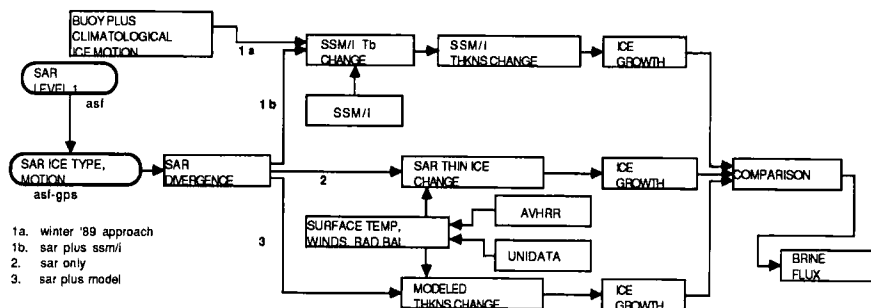 BUOY PLUS
CLIMATOLOGICAL
ICE MOTION
1a
SSM/I Tb
CHANGE
SSM/I
THKNS CHANGE
ICE
GROWTH
SAR
LEVEL 1
asf
1b
SSM/I
SAR ICE TYPE,
MOTION
asf-gps
SAR
DIVERGENCE
2
SAR THIN ICE
CHANGE
ICE
GROWTH
COMPARISON
AVHRR
SURFACE TEMP,
WINDS, RAD BAL
UNIDATA
3
MODELED
THKNS CHANGE
ICE
GROWTH
BRINE
FLUX
1a. winter '89 approach
1b. sar plus ssm/i
2. sar only
3. sar plus model